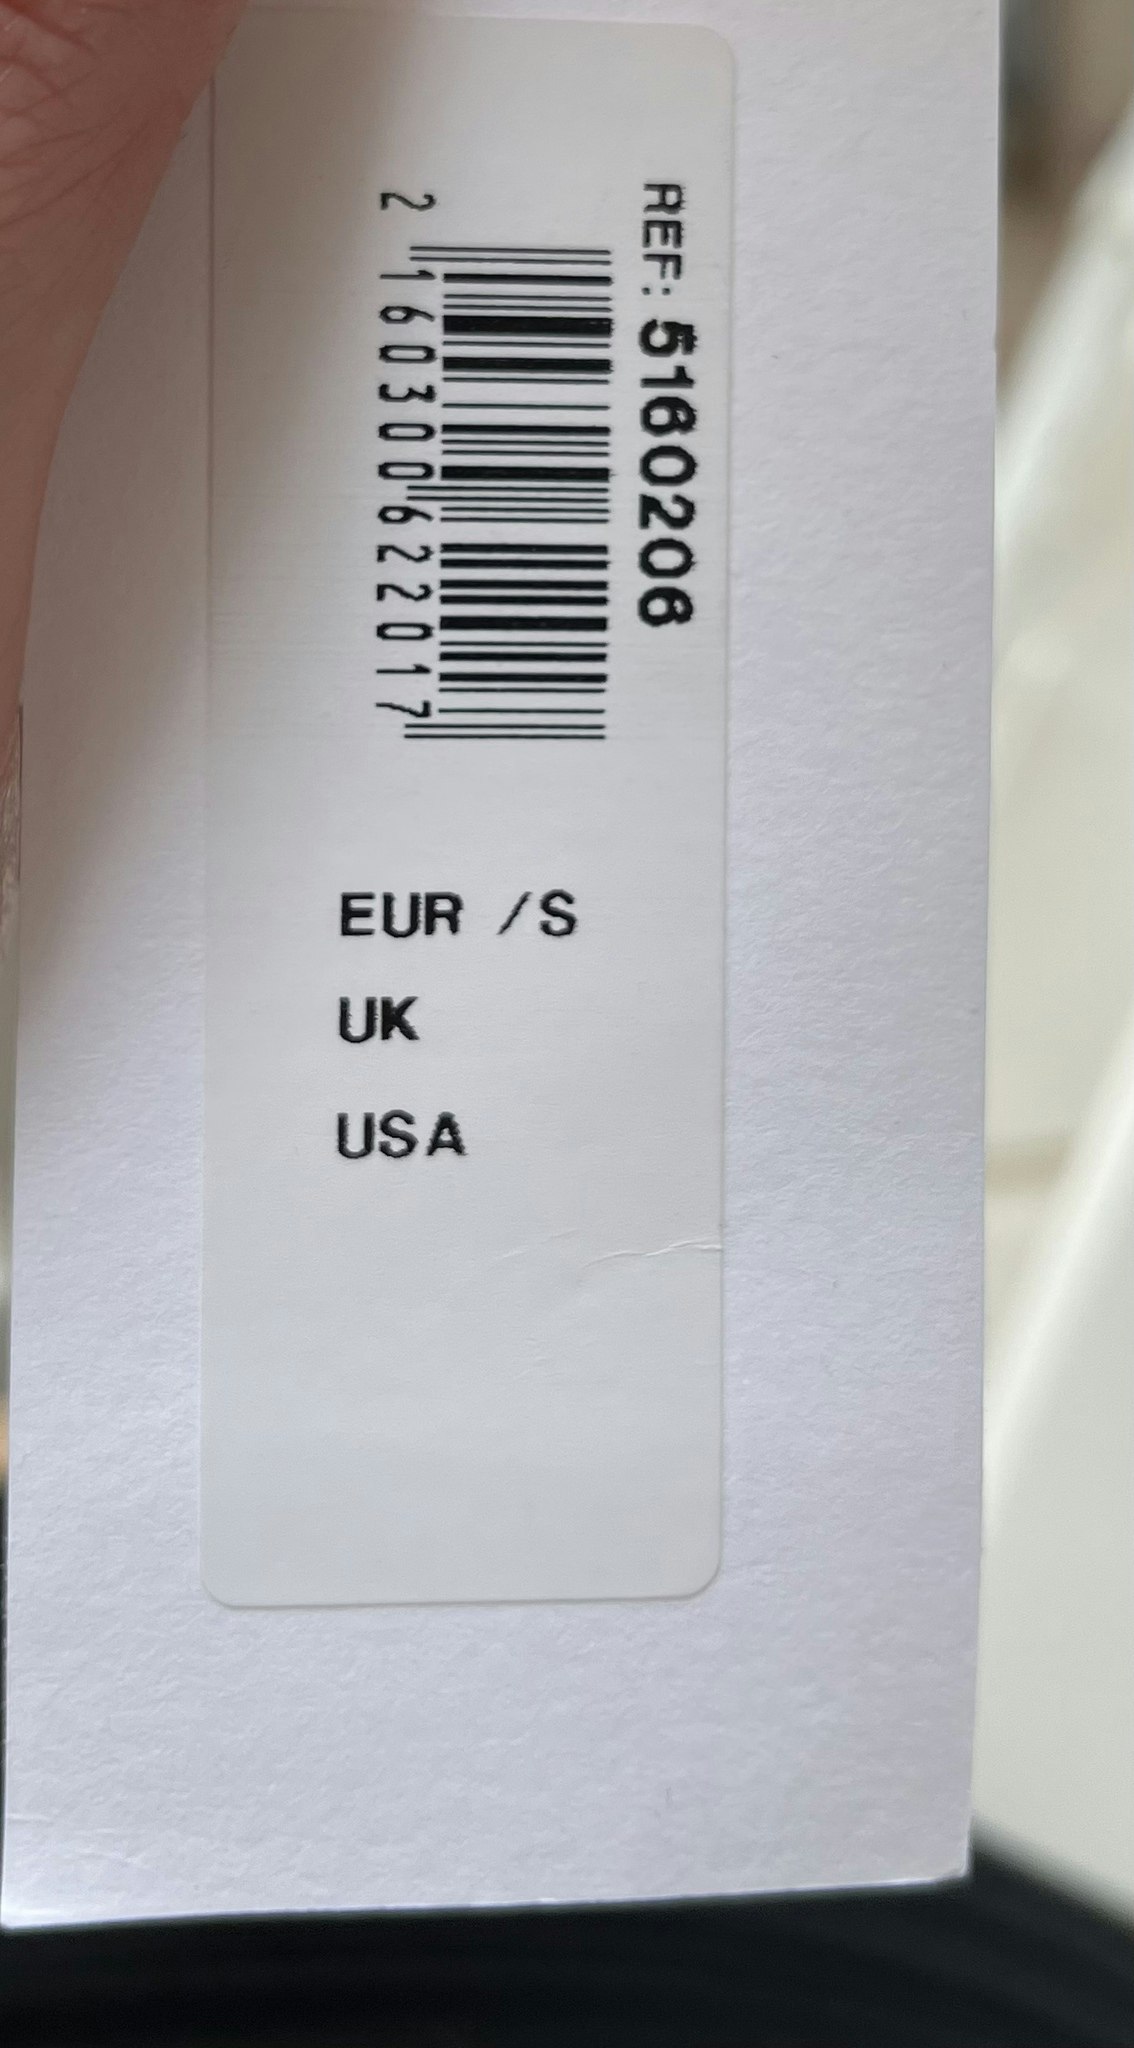 REF: 5160206
2 160300 622017
EUR /S
UK
USA